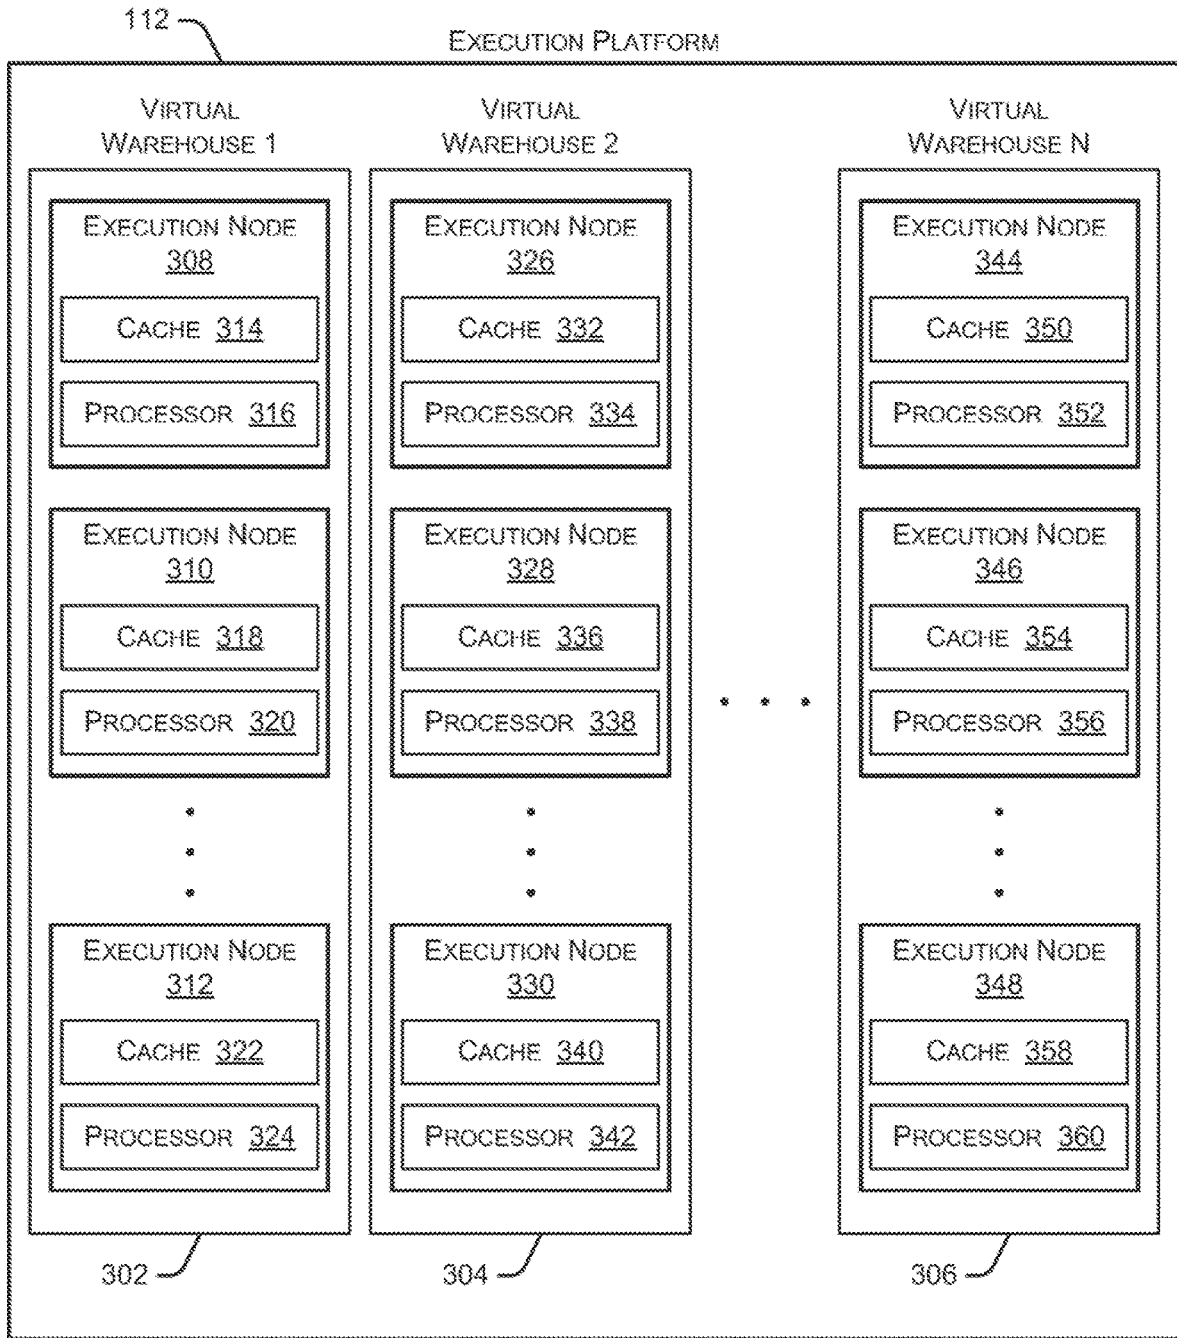 112
EXECUTION PLATFORM
VIRTUAL
WAREHOUSE 1
EXECUTION NODE
308
CACHE 314
PROCESSOR 316
EXECUTION NODE
310
CACHE 318
PROCESSOR 320
EXECUTION NODE
312
CACHE 322
PROCESSOR 324
302
VIRTUAL
WAREHOUSE 2
EXECUTION NODE
326
CACHE 332
PROCESSOR 334
EXECUTION NODE
328
CACHE 336
PROCESSOR 338
EXECUTION NODE
330
CACHE 340
PROCESSOR 342
304
VIRTUAL
WAREHOUSE N
EXECUTION NODE
344
CACHE 350
PROCESSOR 352
EXECUTION NODE
346
CACHE 354
PROCESSOR 356
EXECUTION NODE
348
CACHE 358
PROCESSOR 360
306